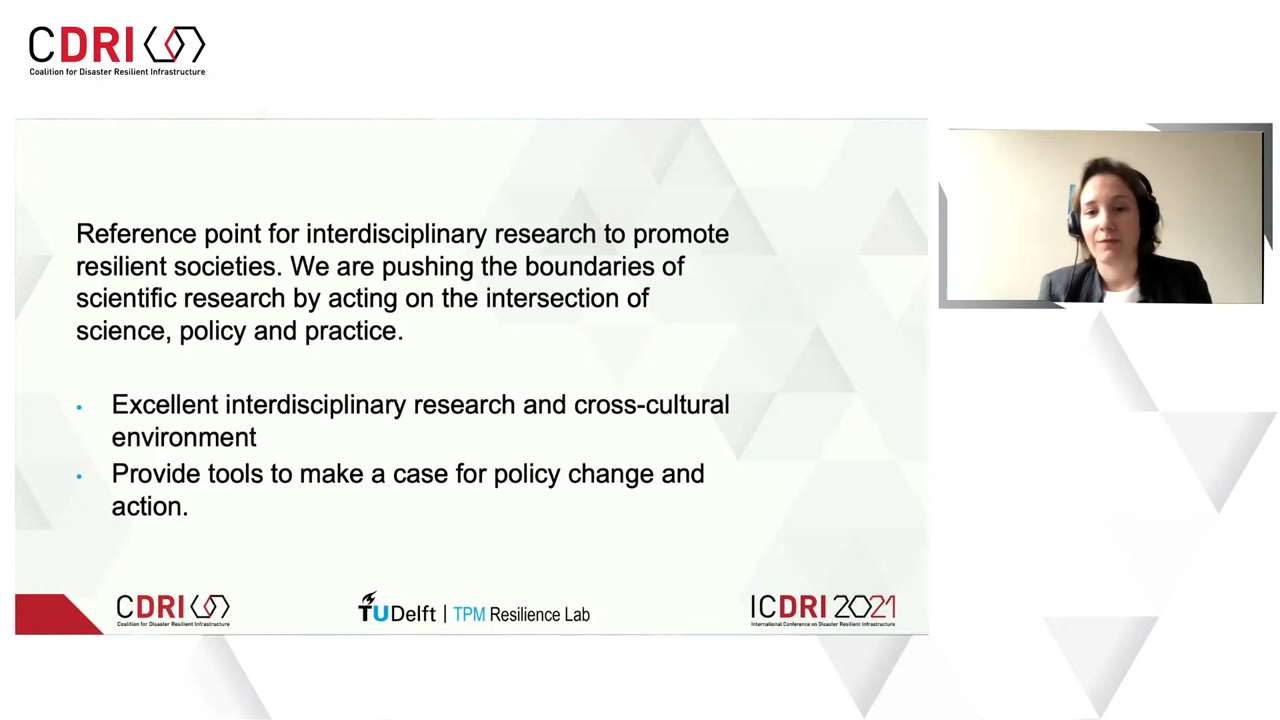 CDRI
Coalition for Disaster Resilient Infrastructure
Reference point for interdisciplinary research to promote
resilient societies. We are pushing the boundaries of
scientific research by acting on the intersection of
science, policy and practice.
• Excellent interdisciplinary research and cross-cultural
environment
• Provide tools to make a case for policy change and
action.
CDRI
Coalition for Disaster Resilient Infrastructure
TUDelft | TPM Resilience Lab
ICDRI 2021
International Conference on Disaster Resilient Infrastructure